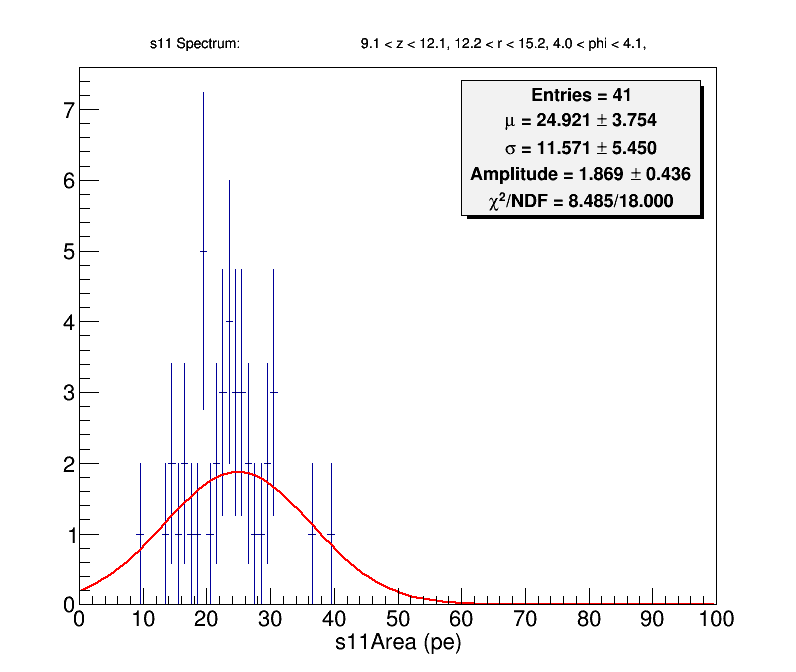 s11 Spectrum: 9.1 < z < 12.1, 12.2 < r < 15.2, 4.0 < phi < 4.1,
Entries = 41
μ = 24.921 ± 3.754
σ = 11.571 ± 5.450
Amplitude = 1.869 ± 0.436
χ²/NDF = 8.485/18.000
7
6
5
4
3
2
1
0
0 10 20 30 40 50 60 70 80 90 100
s11Area (pe)